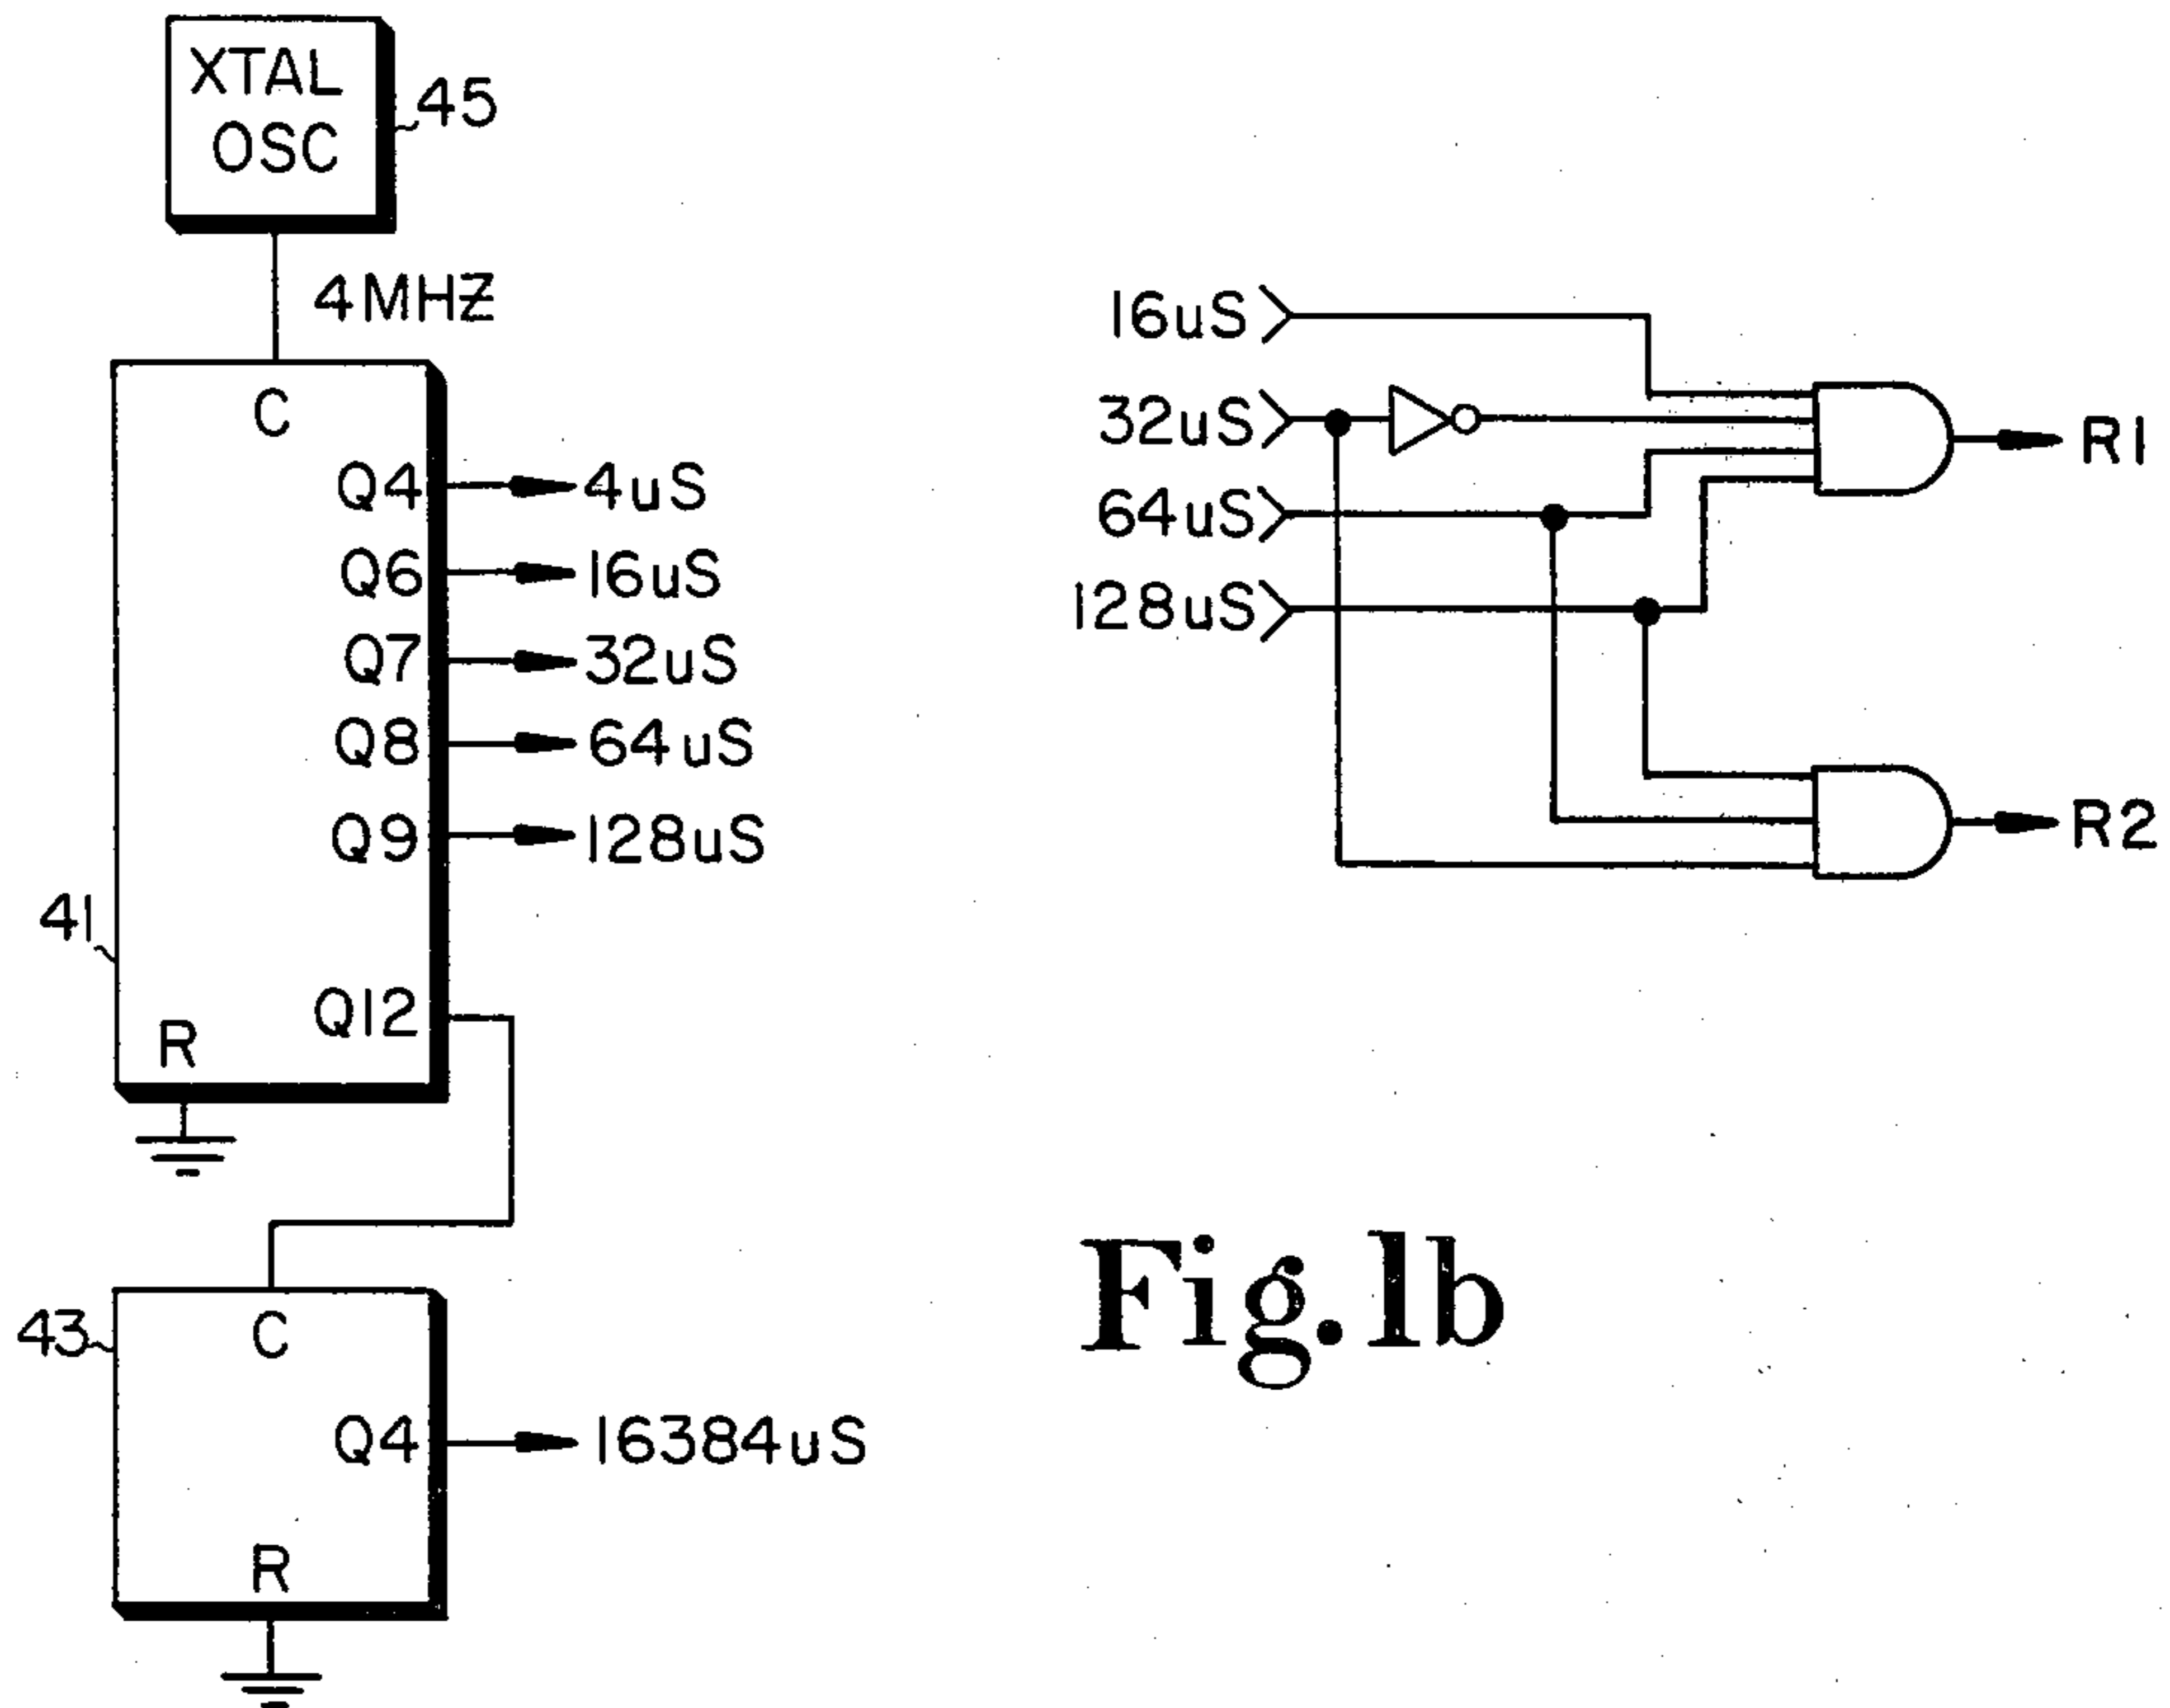 XTAL
OSC
45
4MHZ
C
Q4
4uS
Q6
16uS
Q7
32uS
Q8
64uS
Q9
128uS
41
Q12
R
43
C
Q4
16384uS
R
16uS
32uS
64uS
128uS
R1
R2
Fig.1b